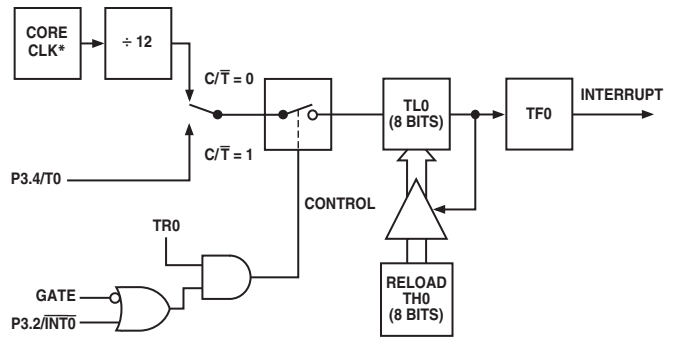 CORE
CLK*
÷ 12
C/T̅ = 0
C/T̅ = 1
P3.4/T0
TL0
(8 BITS)
TF0
INTERRUPT
CONTROL
TR0
GATE
P3.2/I̅N̅T̅0̅
RELOAD
TH0
(8 BITS)